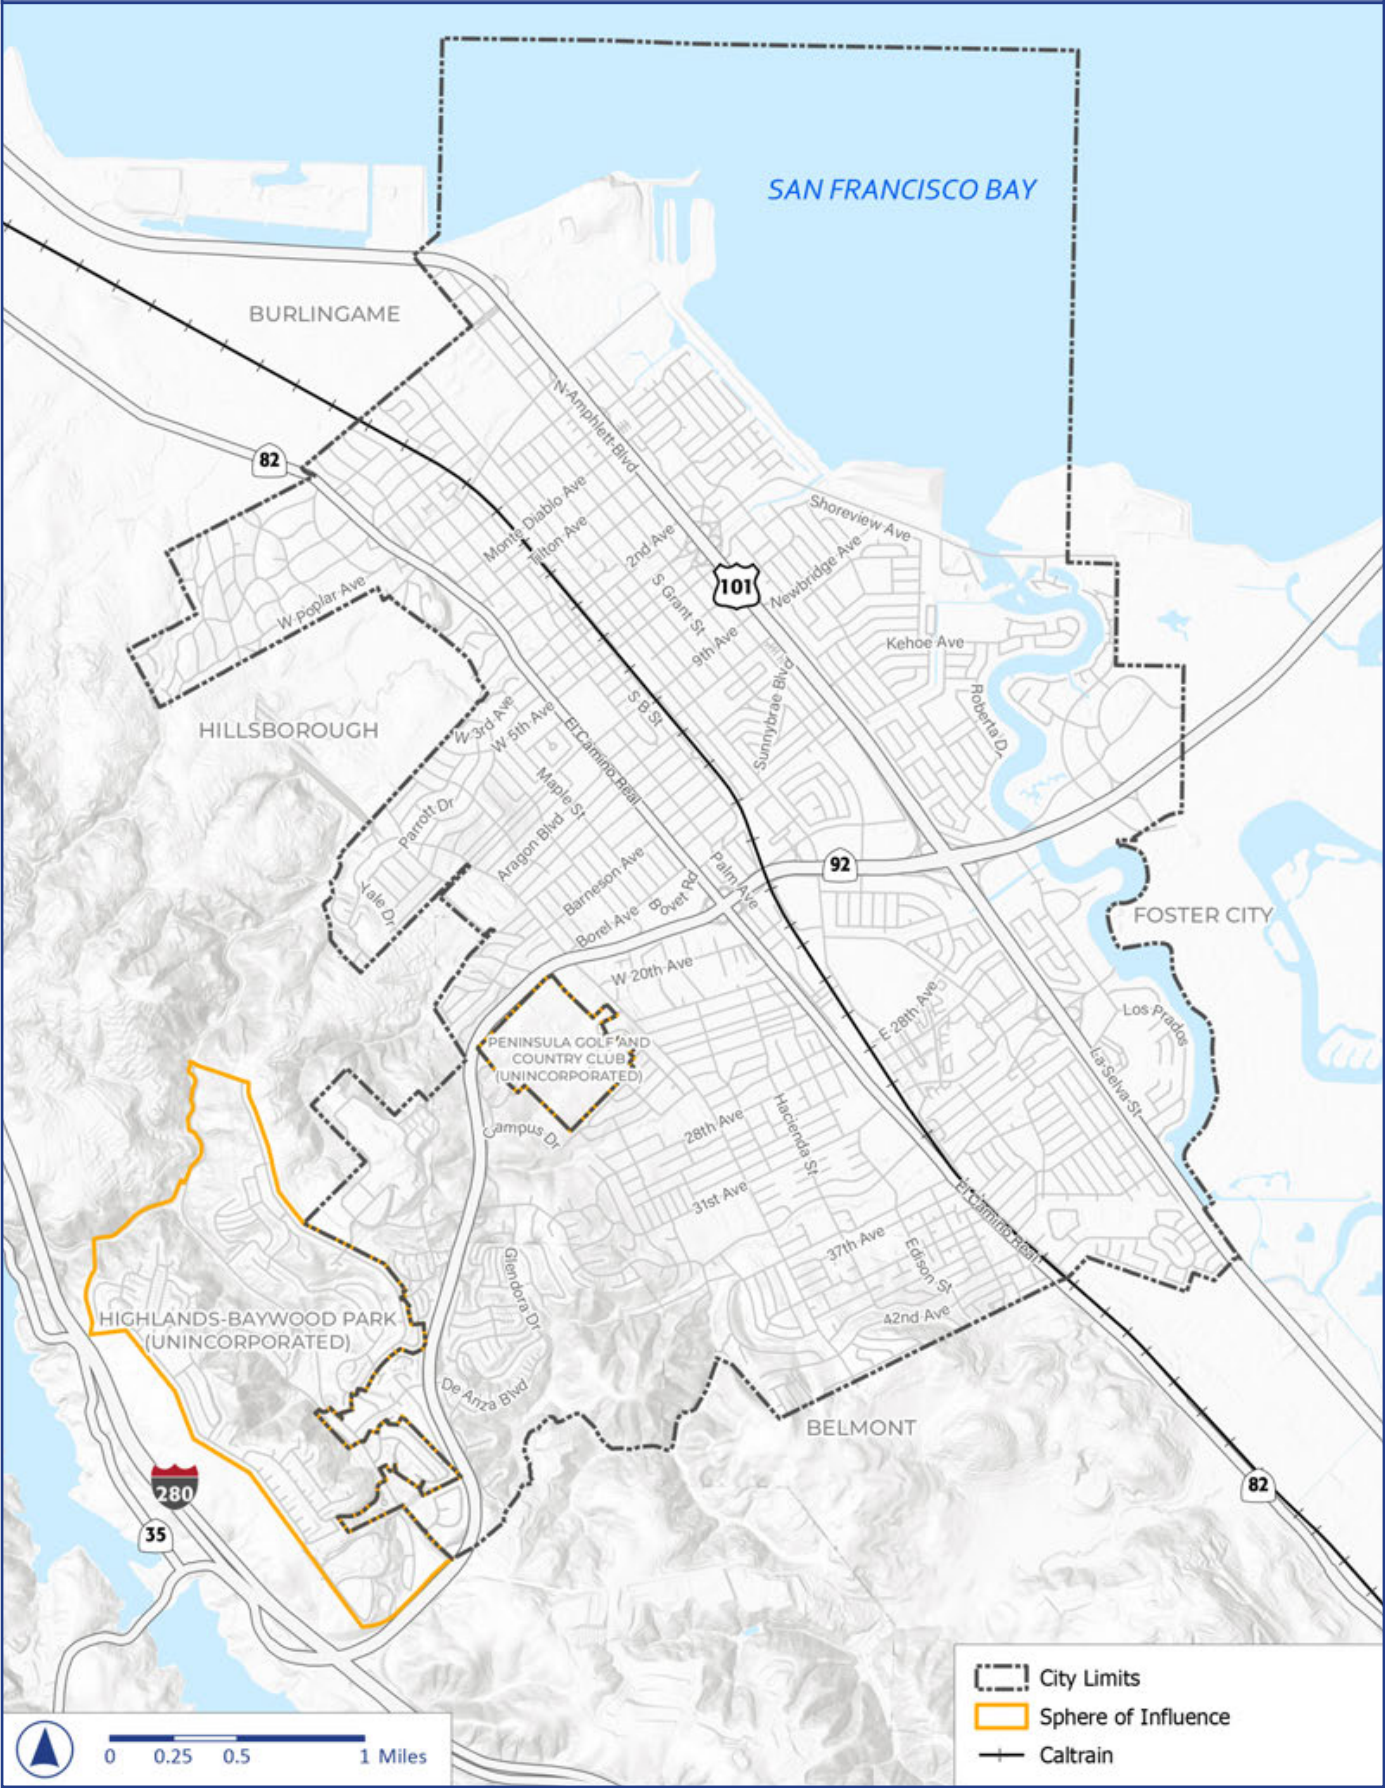 SAN FRANCISCO BAY
BURLINGAME
N Amphlett Blvd
82
Monte Diablo Ave
Tilton Ave
2nd Ave
Shoreview Ave
Newbridge Ave
101
S Grant St
W Poplar Ave
9th Ave
Kehoe Ave
Sunnybrae Blvd
Roberta Dr
S B St
HILLSBOROUGH
W 3rd Ave
W 5th Ave
El Camino Real
Maple St
Parrott Dr
Aragon Blvd
Palm Ave
92
Barneson Ave
Bovet Rd
Yale Dr
Borel Ave
FOSTER CITY
W 20th Ave
E 28th Ave
Los Prados
PENINSULA GOLF AND
COUNTRY CLUB
(UNINCORPORATED)
La Selva St
Campus Dr
28th Ave
Hacienda St
31st Ave
El Camino Real
37th Ave
Edison St
Glendora Dr
42nd Ave
HIGHLANDS-BAYWOOD PARK
(UNINCORPORATED)
De Anza Blvd
BELMONT
280
82
35
City Limits
Sphere of Influence
Caltrain
0 0.25 0.5 1 Miles